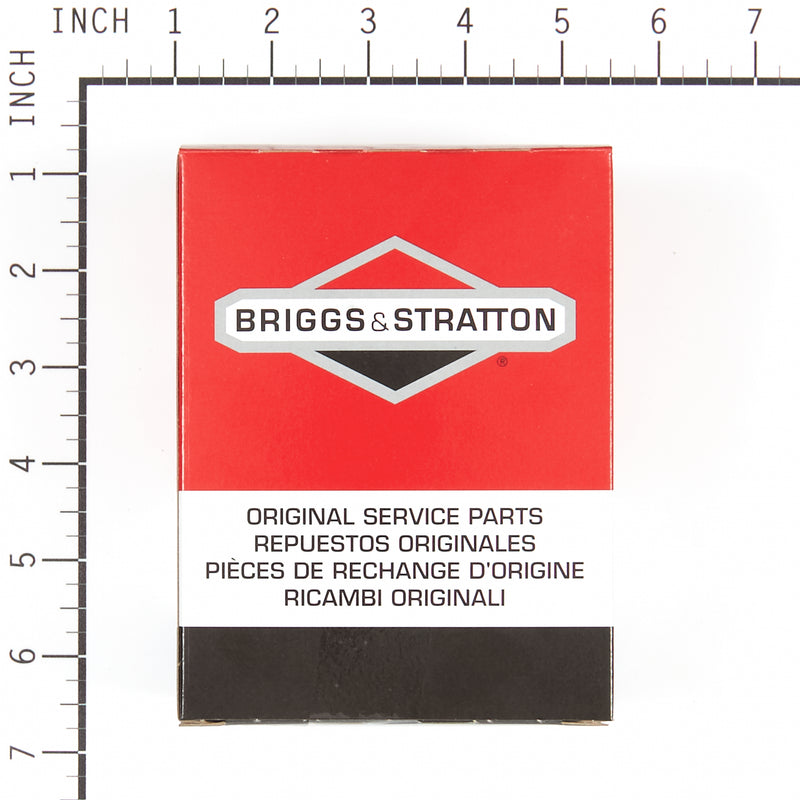 INCH 1 2 3 4 5 6 7
INCH
1
2
3
4
5
6
7
BRIGGS & STRATTON
®
ORIGINAL SERVICE PARTS
REPUESTOS ORIGINALES
PIÈCES DE RECHANGE D'ORIGINE
RICAMBI ORIGINALI